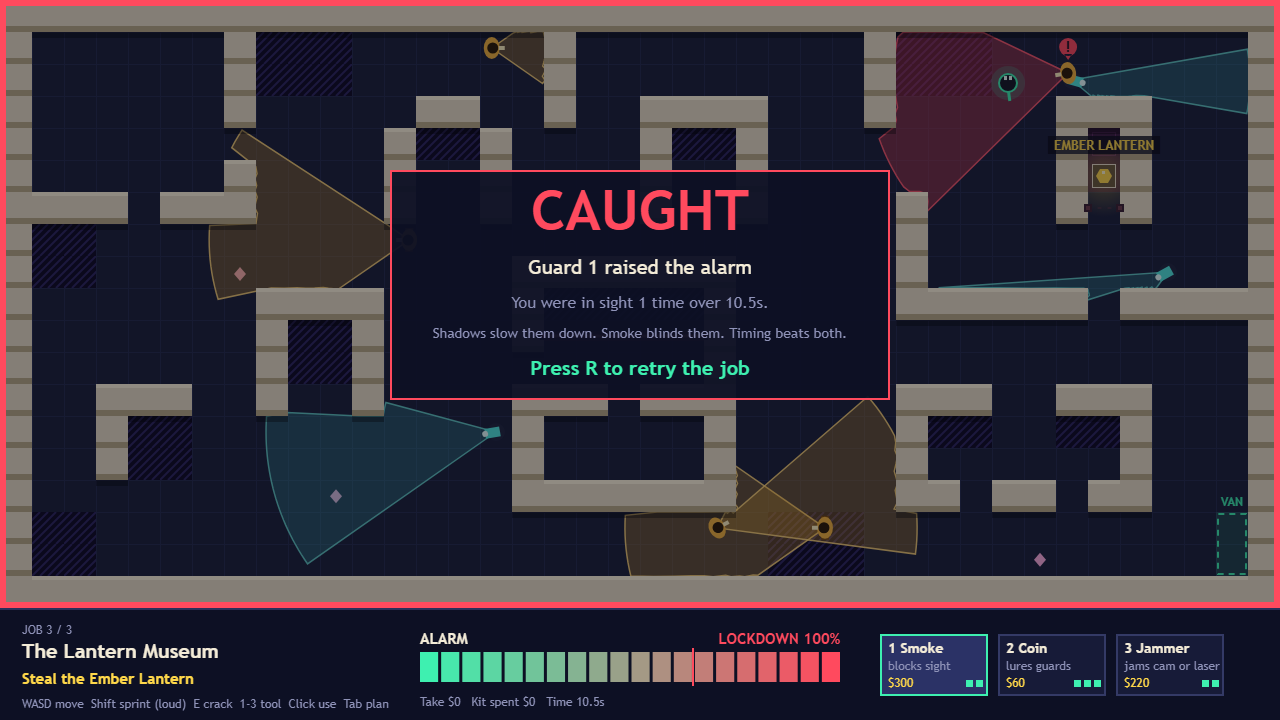 !
EMBER LANTERN
CAUGHT
Guard 1 raised the alarm
You were in sight 1 time over 10.5s.
Shadows slow them down. Smoke blinds them. Timing beats both.
Press R to retry the job
VAN
JOB 3 / 3
The Lantern Museum
Steal the Ember Lantern
WASD move Shift sprint (loud) E crack 1-3 tool Click use Tab plan
ALARM LOCKDOWN 100%
Take $0 Kit spent $0 Time 10.5s
1 Smoke
blocks sight
$300
2 Coin
lures guards
$60
3 Jammer
jams cam or laser
$220